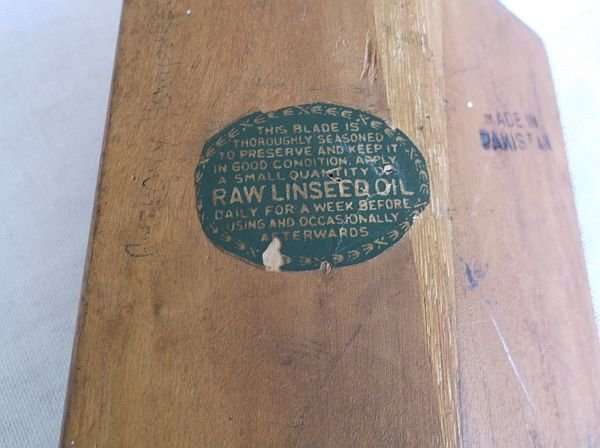 THIS BLADE IS
THOROUGHLY SEASONED
TO PRESERVE AND KEEP IT
IN GOOD CONDITION, APPLY
A SMALL QUANTITY OF
RAW LINSEED OIL
DAILY FOR A WEEK BEFORE
USING AND OCCASIONALLY
AFTERWARDS
MADE IN
PAKISTAN